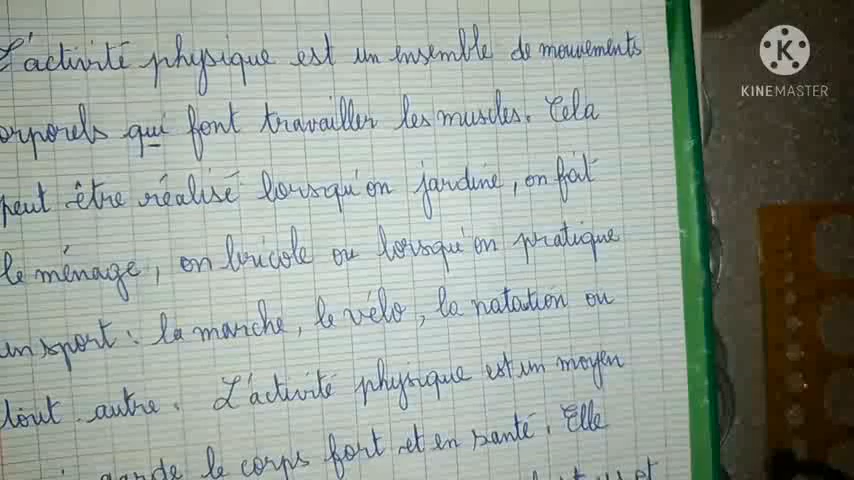 L'activité physique est un ensemble de mouvements
orporels qui font travailler les muscles. Cela
peut être réalisé lorsqu'on jardine, on fait
le ménage, on bricole ou lorsqu'on pratique
un sport : la marche, le vélo, la natation ou
tout autre. L'activité physique est un moyen
garde le corps fort et en santé. Elle
et
KINEMASTER